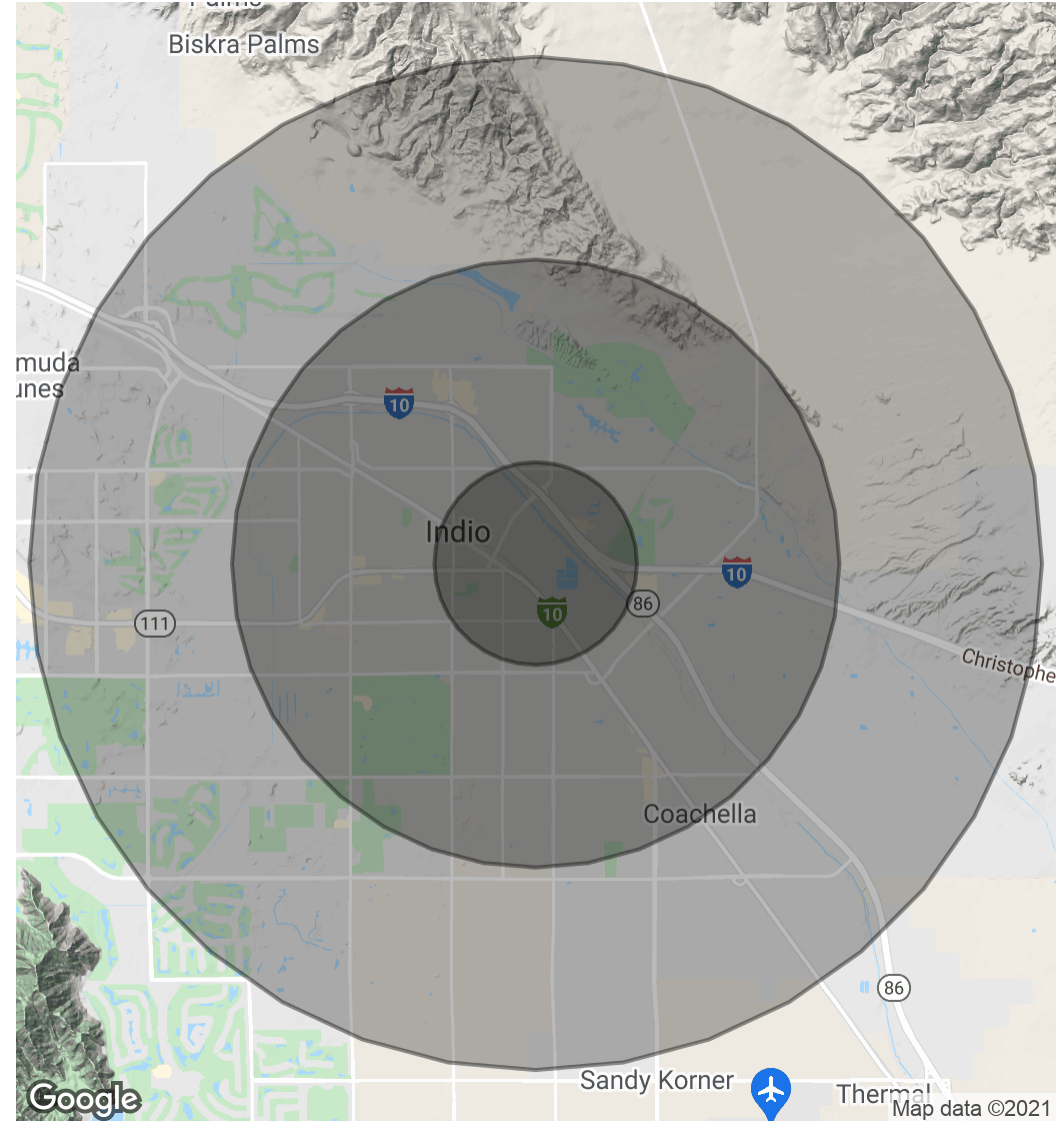 Palms
Biskra Palms
muda
unes
10
Indio
10
86
10
111
Christophe
Coachella
86
Sandy Korner
Thermal
Google
Map data ©2021